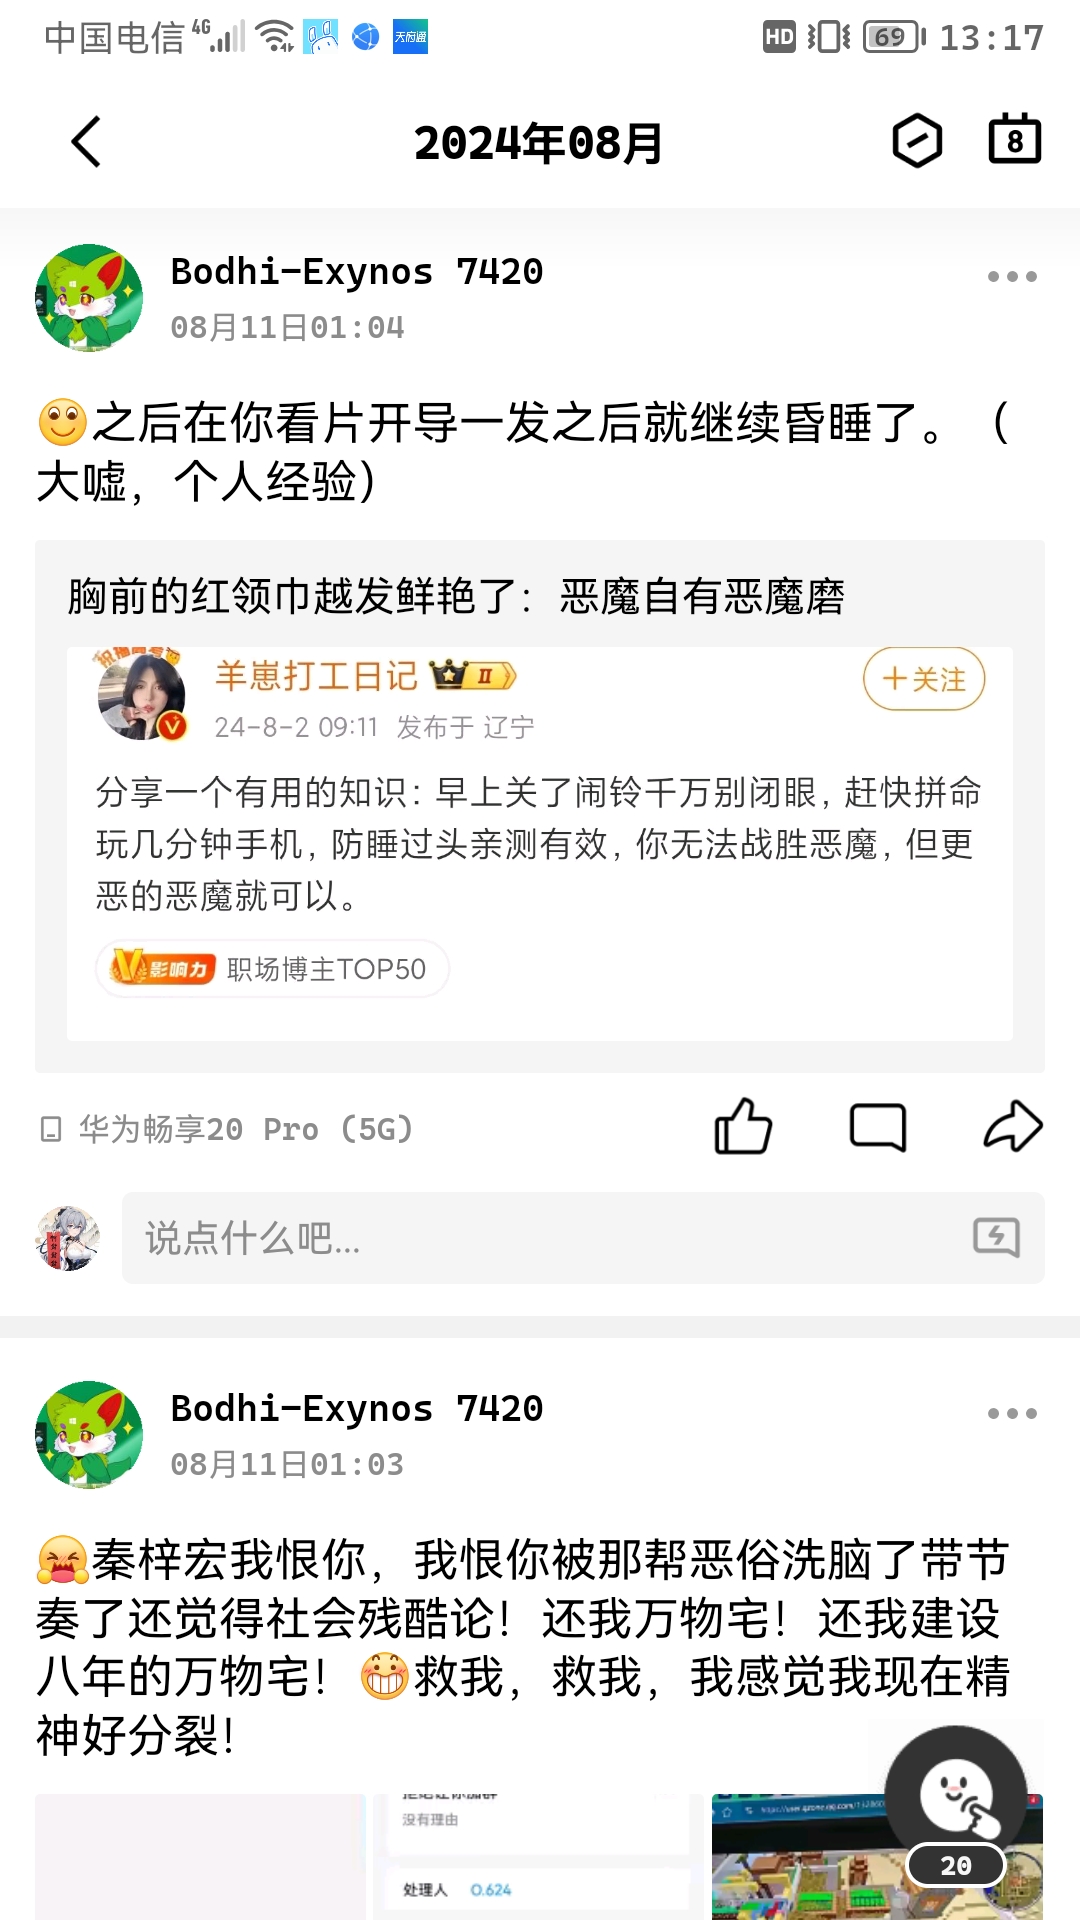 中国电信 4G HD 69 13:17
天府通
2024年08月
8
Bodhi-Exynos 7420
08月11日01:04
之后在你看片开导一发之后就继续昏睡了。（
大嘘，个人经验）
胸前的红领巾越发鲜艳了：恶魔自有恶魔磨
羊崽打工日记 II
+关注
24-8-2 09:11 发布于 辽宁
分享一个有用的知识：早上关了闹铃千万别闭眼，赶快拼命
玩几分钟手机，防睡过头亲测有效，你无法战胜恶魔，但更
恶的恶魔就可以。
影响力 职场博主TOP50
华为畅享20 Pro (5G)
说点什么吧...
Bodhi-Exynos 7420
08月11日01:03
秦梓宏我恨你，我恨你被那帮恶俗洗脑了带节
奏了还觉得社会残酷论！还我万物宅！还我建设
八年的万物宅！救我，救我，我感觉我现在精
神好分裂！
没有理由
处理人 0.624
20